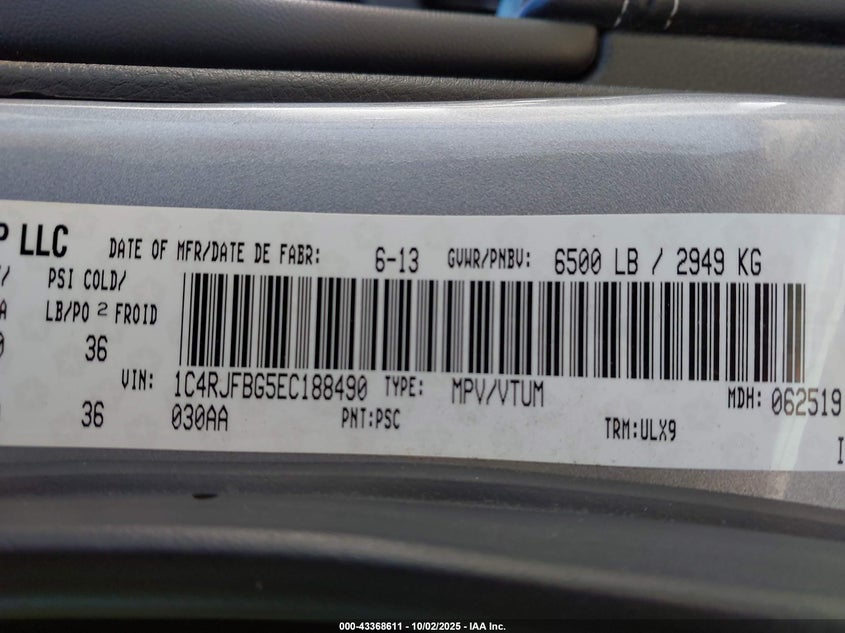 P LLC DATE OF MFR/DATE DE FABR: 6-13 GVWR/PNBV: 6500 LB / 2949 KG
PSI COLD/
LB/PO 2 FROID
36
VIN: 1C4RJFBG5EC188490 TYPE: MPV/VTUM MDH: 062519
36 030AA PNT:PSC TRM:ULX9
000-43368611 - 10/02/2025 - IAA Inc.